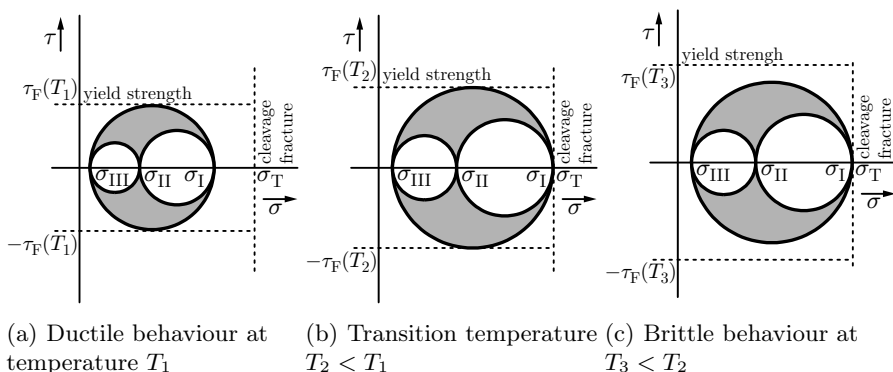 τ
τF(T1)
yield strength
cleavage
fracture
σIII
σII
σI
σT
σ
−τF(T1)
τ
τF(T2)
yield strength
cleavage
fracture
σIII
σII
σI
σT
σ
−τF(T2)
τ
yield strengh
τF(T3)
cleavage
fracture
σIII
σII
σI
σT
σ
−τF(T3)
(a) Ductile behaviour at
temperature T1
(b) Transition temperature
T2 < T1
(c) Brittle behaviour at
T3 < T2